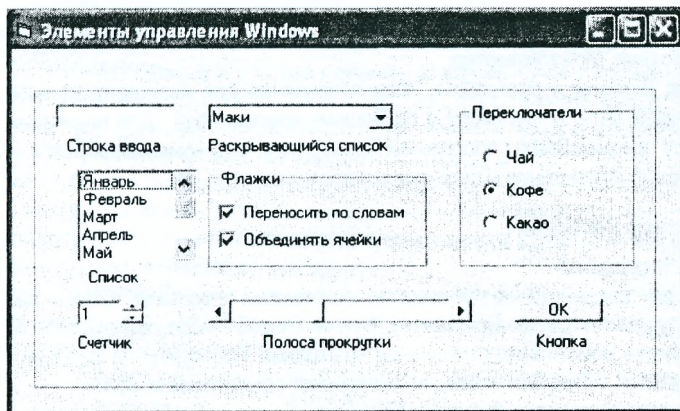 Элементы управления Windows
Маки
Строка ввода
Раскрывающийся список
Переключатели
Чай
Кофе
Какао
Январь
Февраль
Март
Апрель
Май
Список
Флажки
Переносить по словам
Объединять ячейки
1
Счетчик
Полоса прокрутки
OK
Кнопка